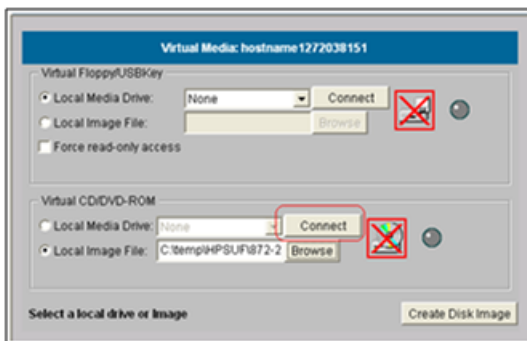 Virtual Media: hostname1272038151
Virtual Floppy/USBKey
Local Media Drive: None Connect
Local Image File: Browse
Force read-only access
Virtual CD/DVD-ROM
Local Media Drive: None Connect
Local Image File: C:\temp\HPSUF\872-2 Browse
Select a local drive or Image Create Disk Image